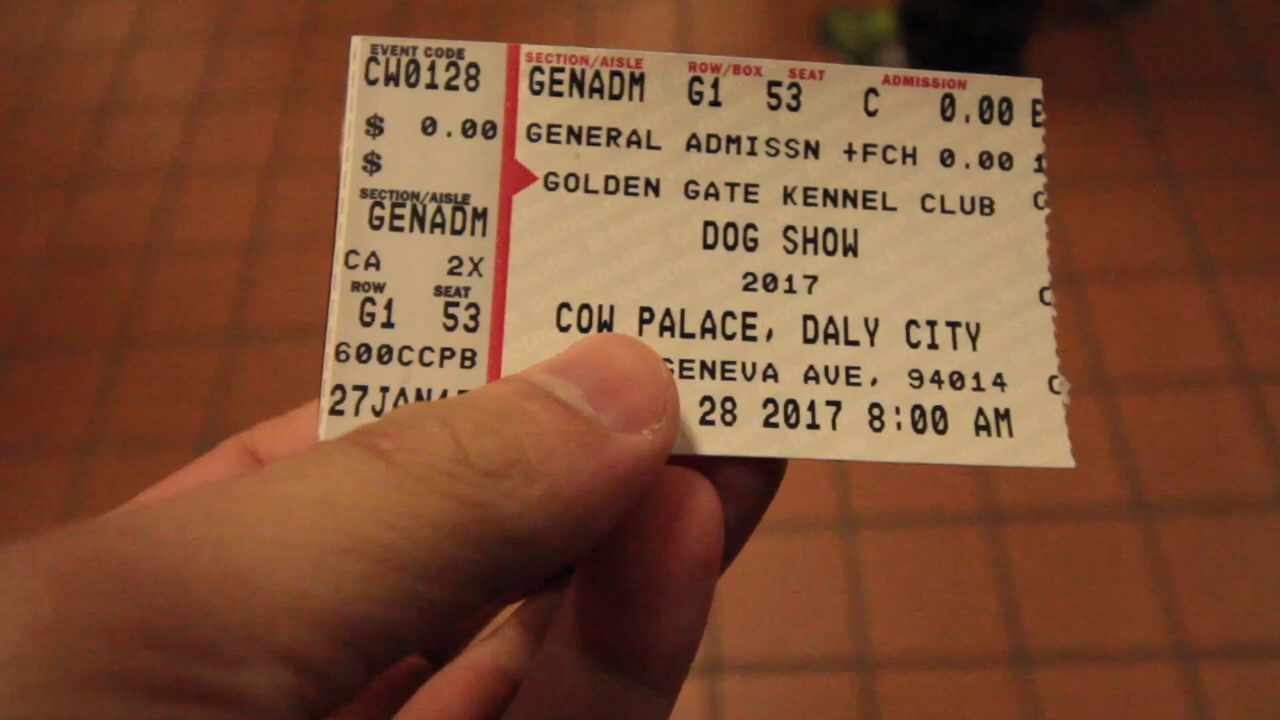 EVENT CODE
CW0128
$ 0.00
$
SECTION/AISLE
GENADM
CA 2X
ROW SEAT
G1 53
600CCPB
SECTION/AISLE ROW/BOX SEAT ADMISSION
GENADM G1 53 C 0.00
GENERAL ADMISSN +FCH 0.00
GOLDEN GATE KENNEL CLUB
DOG SHOW
2017
COW PALACE, DALY CITY
GENEVA AVE, 94014
28 2017 8:00 AM